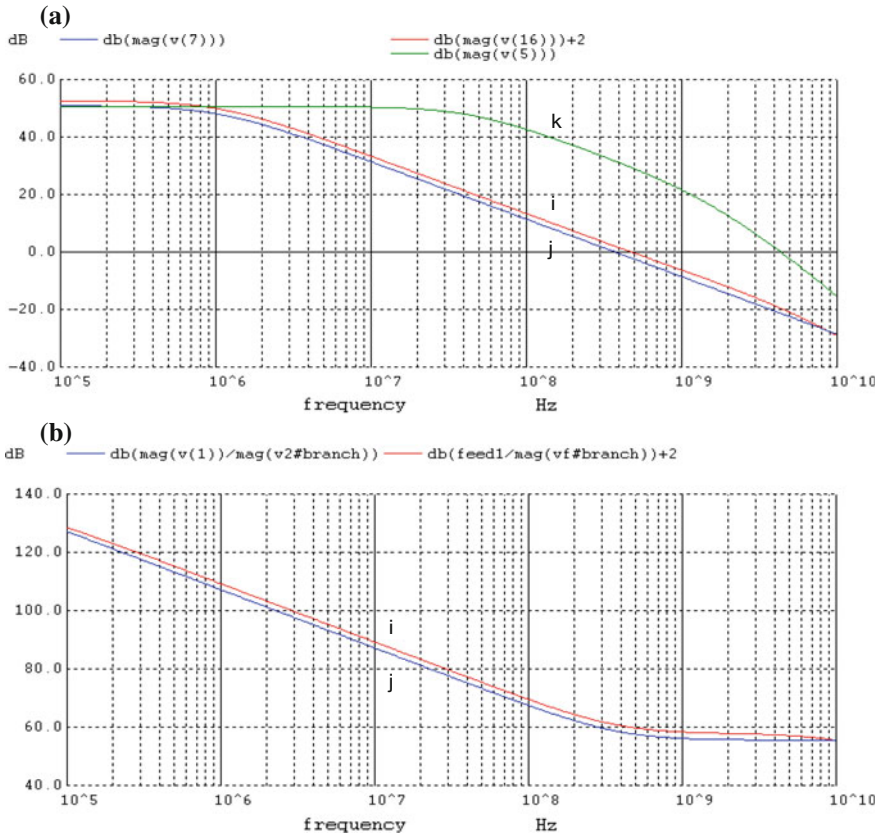 (a)
dB db(mag(v(7))) db(mag(v(16)))+2
db(mag(v(5)))
60.0
40.0
20.0
0.0
-20.0
-40.0
k
i
j
10^5 10^6 10^7 10^8 10^9 10^10
frequency Hz
(b)
dB db(mag(v(1))/mag(v2#branch)) db(feed1/mag(vf#branch))+2
140.0
120.0
100.0
80.0
60.0
40.0
i
j
10^5 10^6 10^7 10^8 10^9 10^10
frequency Hz